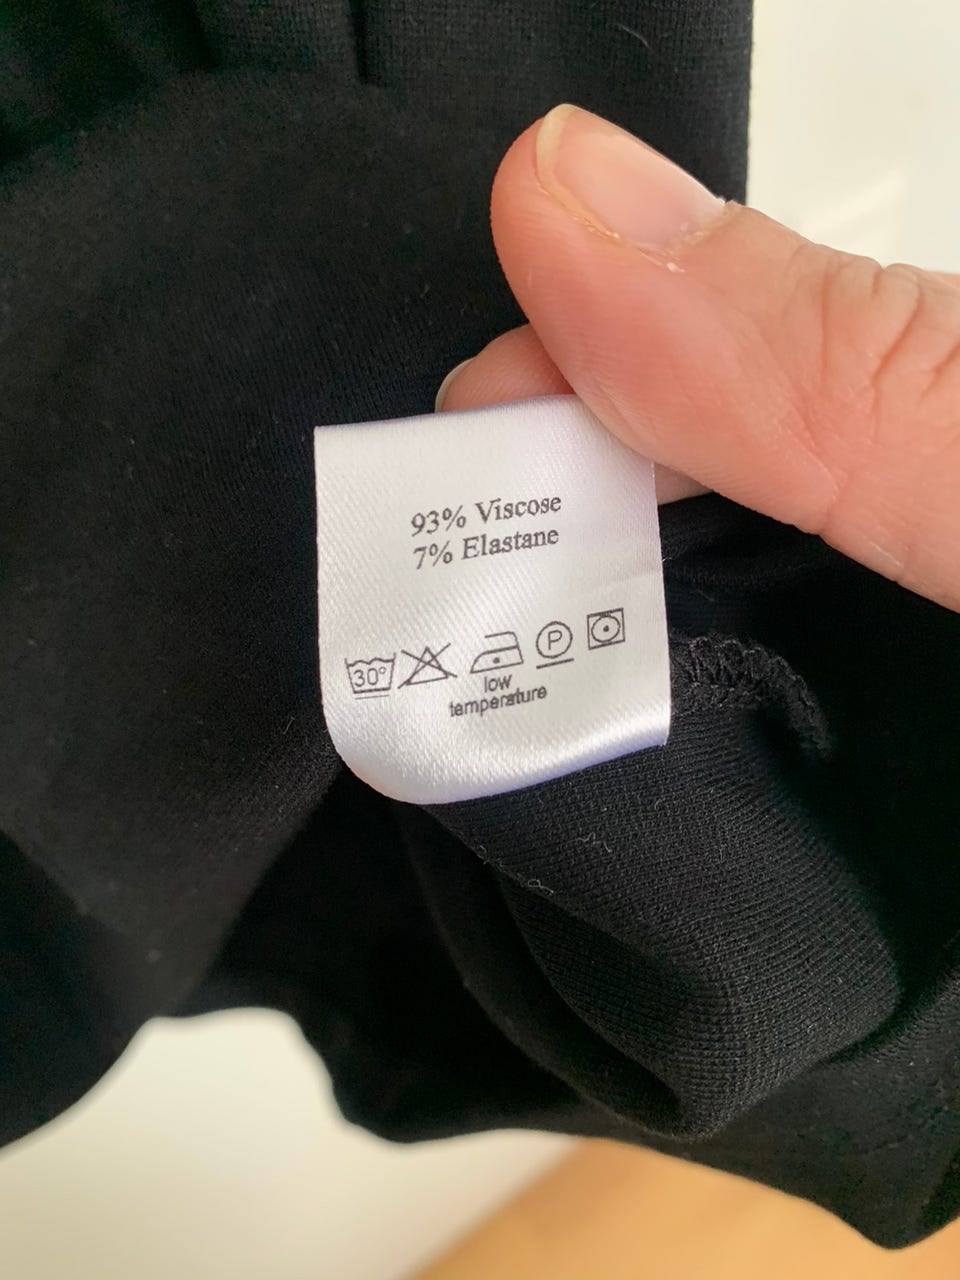 93% Viscose
7% Elastane
30° P
low
temperature